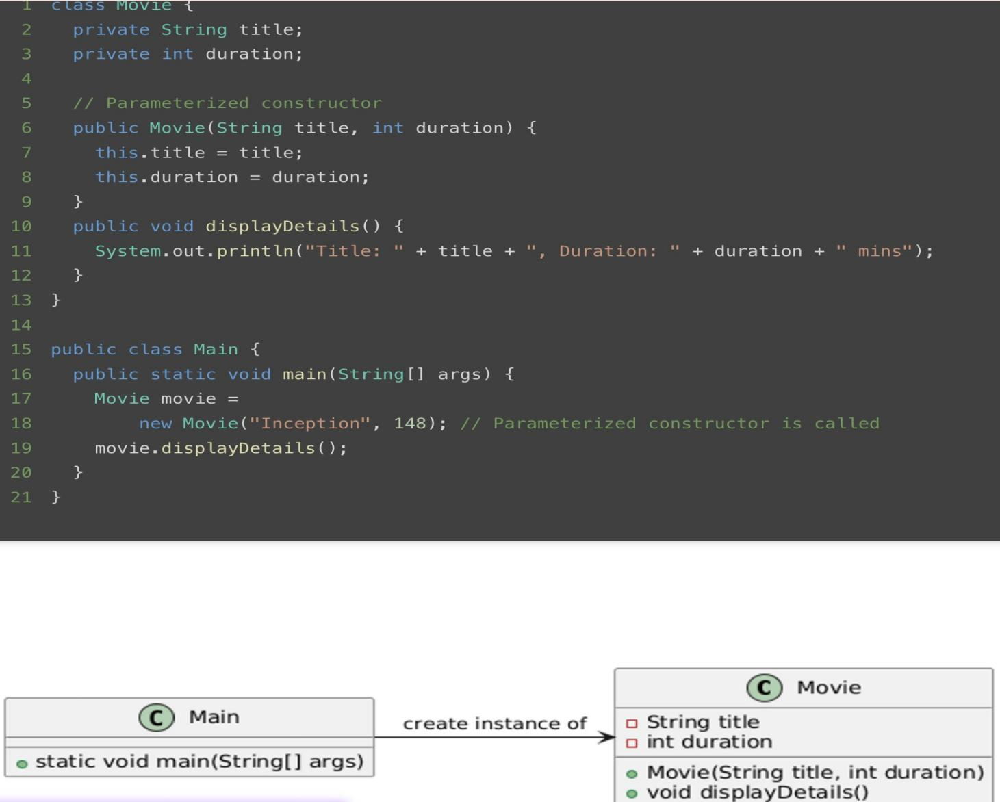 1 class Movie {
2 private String title;
3 private int duration;
4
5 // Parameterized constructor
6 public Movie(String title, int duration) {
7 this.title = title;
8 this.duration = duration;
9 }
10 public void displayDetails() {
11 System.out.println("Title: " + title + ", Duration: " + duration + " mins");
12 }
13 }
14
15 public class Main {
16 public static void main(String[] args) {
17 Movie movie =
18 new Movie("Inception", 148); // Parameterized constructor is called
19 movie.displayDetails();
20 }
21 }
C Main
static void main(String[] args)
create instance of
C Movie
String title
int duration
Movie(String title, int duration)
void displayDetails()